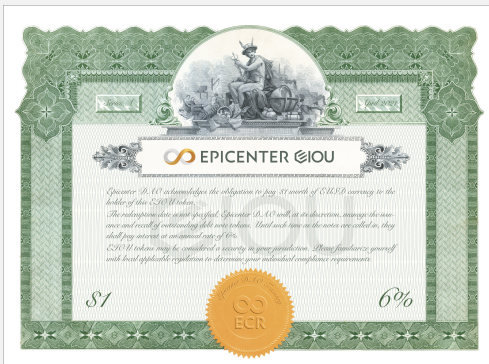 Series A
April 2022
EPICENTER EIOU
Epicenter DAO acknowledges the obligation to pay $1 worth of EUSD currency to the
holder of this EIOU token.
The redemption date is not specified. Epicenter DAO will, at its discretion, manage the issu-
ance and recall of outstanding debt note tokens. Until such time as the notes are called in, they
shall pay interest at an annual rate of 6%.
EIOU tokens may be considered a security in your jurisdiction. Please familiarize yourself
with local applicable regulation to determine your individual compliance requirements.
IOU
$1
6%
ECR